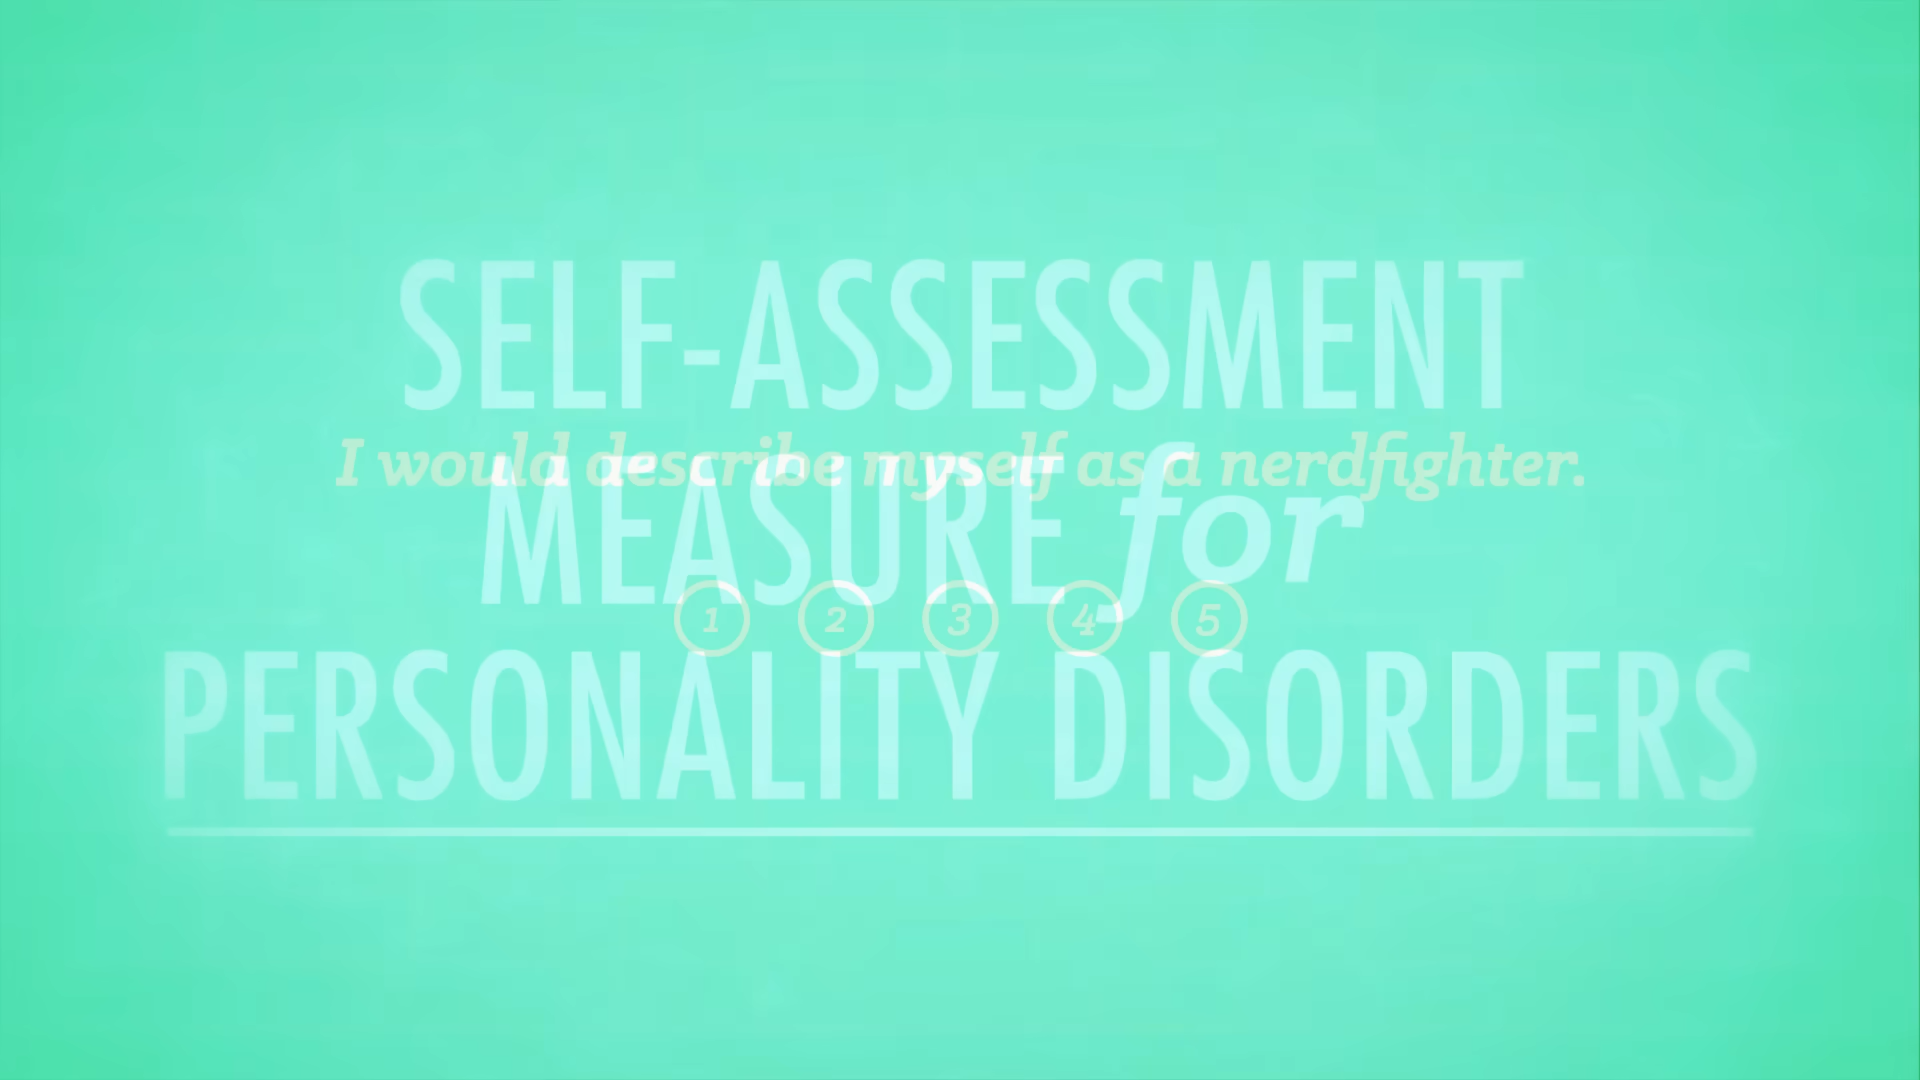 SELF-ASSESSMENT
I would describe myself as a nerdfighter.
MEASURE for
1 2 3 4 5
PERSONALITY DISORDERS